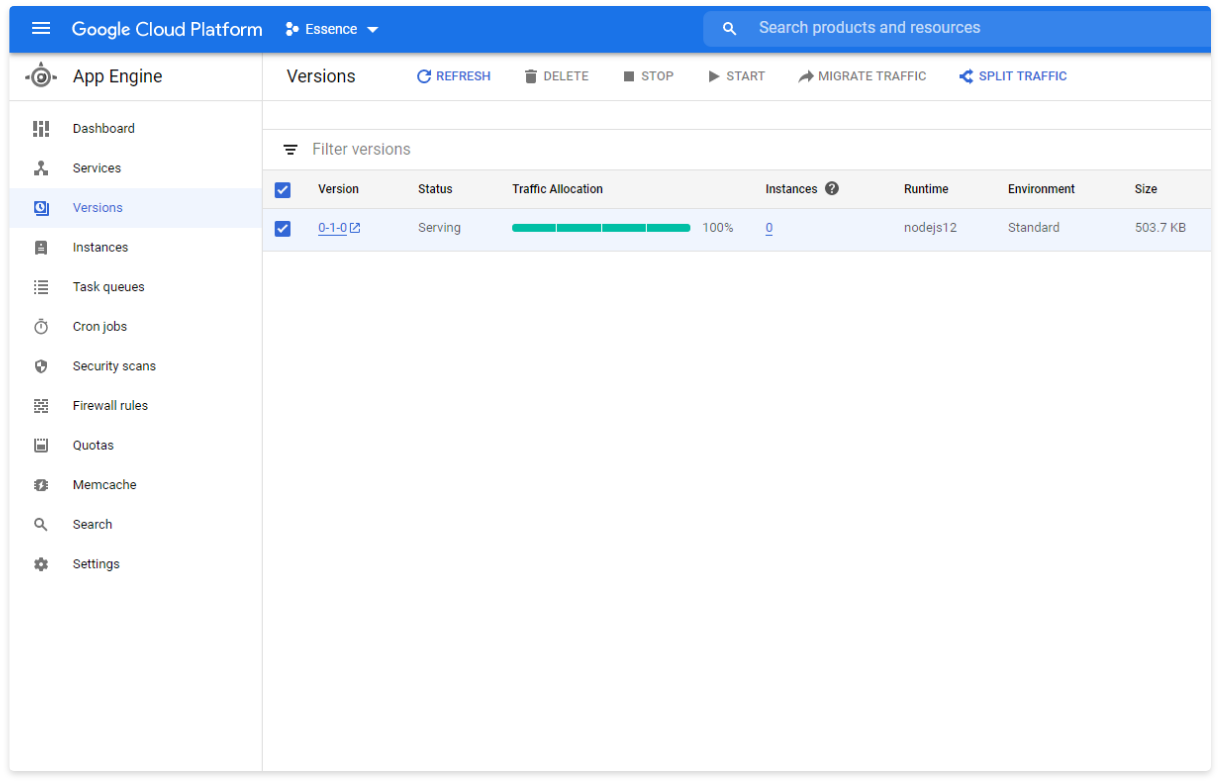 Google Cloud Platform Essence Search products and resources
App Engine Versions REFRESH DELETE STOP START MIGRATE TRAFFIC SPLIT TRAFFIC
Dashboard
Services
Versions
Instances
Task queues
Cron jobs
Security scans
Firewall rules
Quotas
Memcache
Search
Settings
Filter versions
Version Status Traffic Allocation Instances ? Runtime Environment Size
0-1-0 Serving 100% 0 nodejs12 Standard 503.7 KB